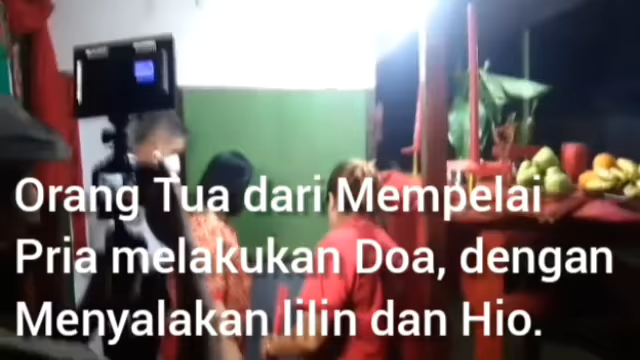 Orang Tua dari Mempelai
Pria melakukan Doa, dengan
Menyalakan lilin dan Hio.